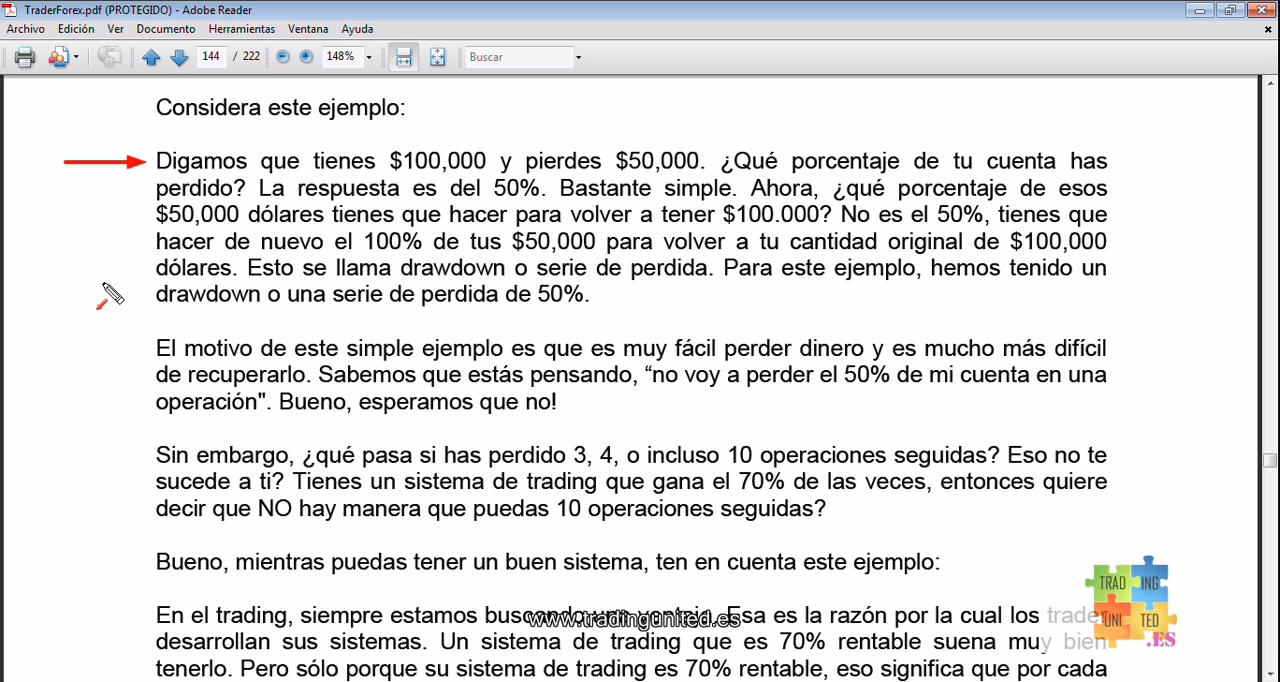 TraderForex.pdf (PROTEGIDO) - Adobe Reader
Archivo Edición Ver Documento Herramientas Ventana Ayuda
144 / 222 148% Buscar
Considera este ejemplo:
Digamos que tienes $100,000 y pierdes $50,000. ¿Qué porcentaje de tu cuenta has
perdido? La respuesta es del 50%. Bastante simple. Ahora, ¿qué porcentaje de esos
$50,000 dólares tienes que hacer para volver a tener $100.000? No es el 50%, tienes que
hacer de nuevo el 100% de tus $50,000 para volver a tu cantidad original de $100,000
dólares. Esto se llama drawdown o serie de perdida. Para este ejemplo, hemos tenido un
drawdown o una serie de perdida de 50%.
El motivo de este simple ejemplo es que es muy fácil perder dinero y es mucho más difícil
de recuperarlo. Sabemos que estás pensando, “no voy a perder el 50% de mi cuenta en una
operación". Bueno, esperamos que no!
Sin embargo, ¿qué pasa si has perdido 3, 4, o incluso 10 operaciones seguidas? Eso no te
sucede a ti? Tienes un sistema de trading que gana el 70% de las veces, entonces quiere
decir que NO hay manera que puedas 10 operaciones seguidas?
Bueno, mientras puedas tener un buen sistema, ten en cuenta este ejemplo:
En el trading, siempre estamos buscando una ventaja. Esa es la razón por la cual los trader
desarrollan sus sistemas. Un sistema de trading que es 70% rentable suena muy bien
tenerlo. Pero sólo porque su sistema de trading es 70% rentable, eso significa que por cada
www.tradingunited.es
TRAD ING
UNI TED
.ES